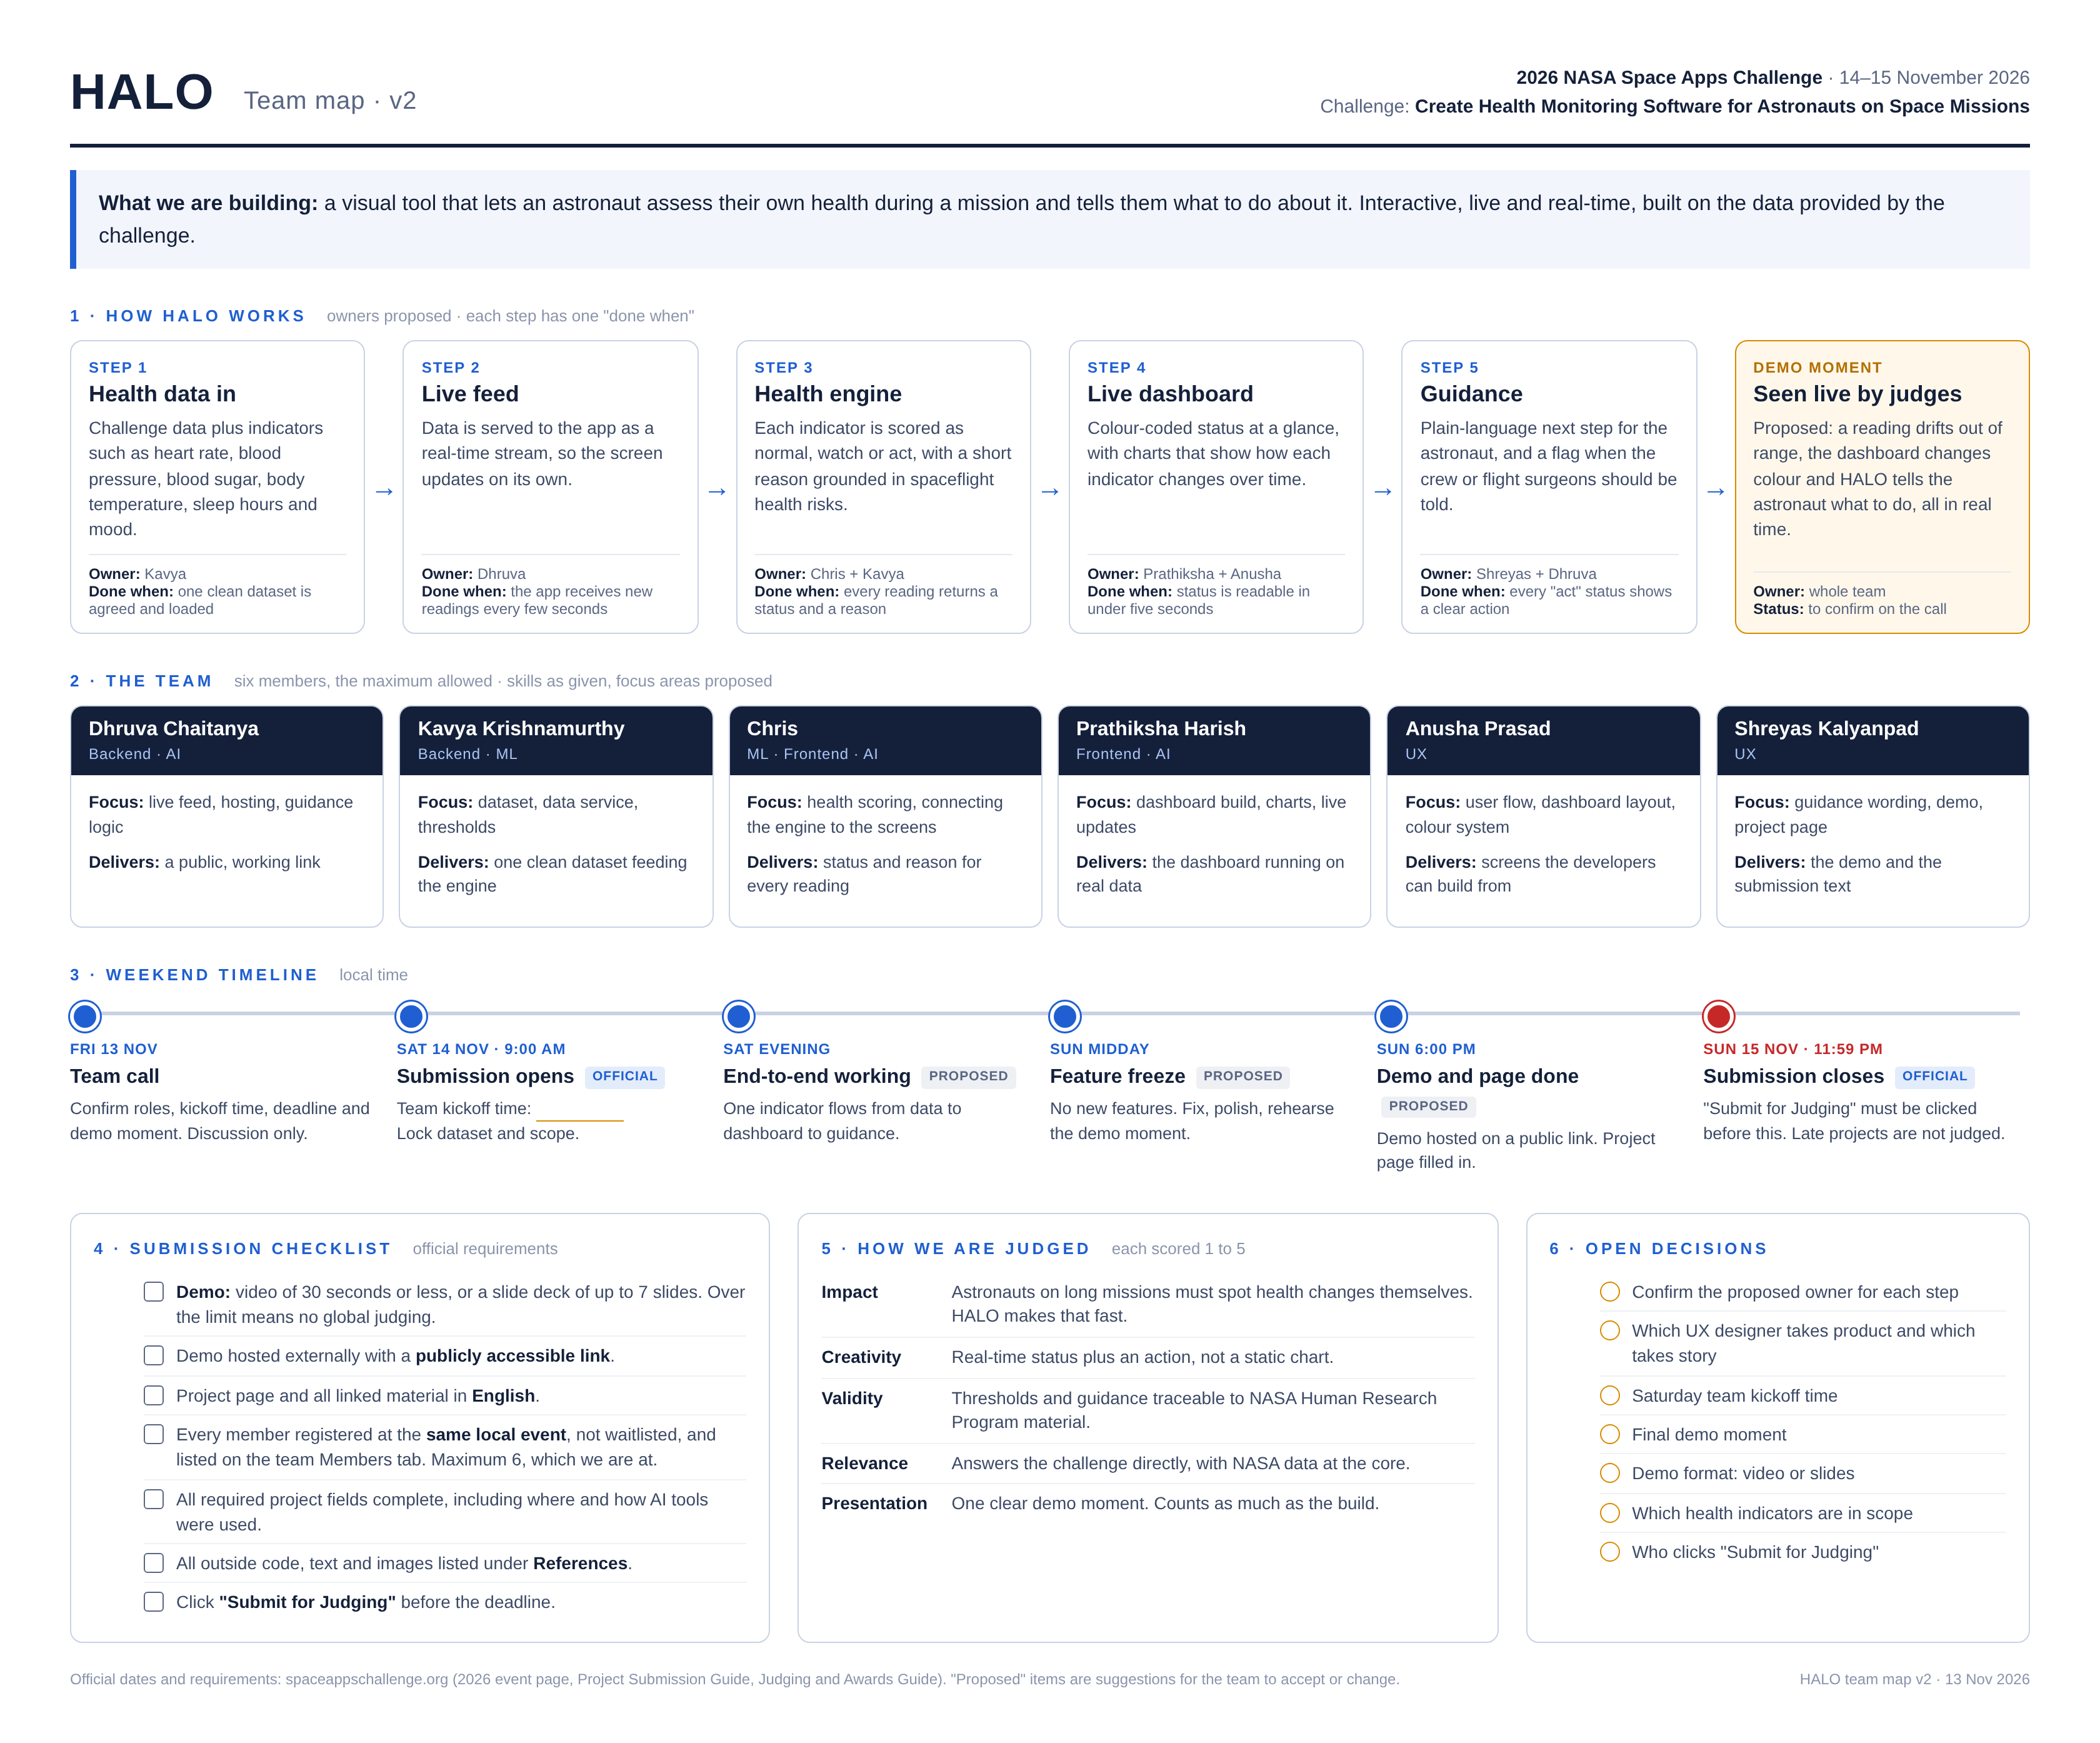 HALO Team map · v2
2026 NASA Space Apps Challenge · 14–15 November 2026
Challenge: Create Health Monitoring Software for Astronauts on Space Missions
What we are building: a visual tool that lets an astronaut assess their own health during a mission and tells them what to do about it. Interactive, live and real-time, built on the data provided by the
challenge.
1 · HOW HALO WORKS owners proposed · each step has one "done when"
STEP 1
Health data in
Challenge data plus indicators
such as heart rate, blood
pressure, blood sugar, body
temperature, sleep hours and
mood.
Owner: Kavya
Done when: one clean dataset is
agreed and loaded
→
STEP 2
Live feed
Data is served to the app as a
real-time stream, so the screen
updates on its own.
Owner: Dhruva
Done when: the app receives new
readings every few seconds
→
STEP 3
Health engine
Each indicator is scored as
normal, watch or act, with a short
reason grounded in spaceflight
health risks.
Owner: Chris + Kavya
Done when: every reading returns a
status and a reason
→
STEP 4
Live dashboard
Colour-coded status at a glance,
with charts that show how each
indicator changes over time.
Owner: Prathiksha + Anusha
Done when: status is readable in
under five seconds
→
STEP 5
Guidance
Plain-language next step for the
astronaut, and a flag when the
crew or flight surgeons should be
told.
Owner: Shreyas + Dhruva
Done when: every "act" status shows
a clear action
→
DEMO MOMENT
Seen live by judges
Proposed: a reading drifts out of
range, the dashboard changes
colour and HALO tells the
astronaut what to do, all in real
time.
Owner: whole team
Status: to confirm on the call
2 · THE TEAM six members, the maximum allowed · skills as given, focus areas proposed
Dhruva Chaitanya
Backend · AI
Focus: live feed, hosting, guidance
logic
Delivers: a public, working link
Kavya Krishnamurthy
Backend · ML
Focus: dataset, data service,
thresholds
Delivers: one clean dataset feeding
the engine
Chris
ML · Frontend · AI
Focus: health scoring, connecting
the engine to the screens
Delivers: status and reason for
every reading
Prathiksha Harish
Frontend · AI
Focus: dashboard build, charts, live
updates
Delivers: the dashboard running on
real data
Anusha Prasad
UX
Focus: user flow, dashboard layout,
colour system
Delivers: screens the developers
can build from
Shreyas Kalyanpad
UX
Focus: guidance wording, demo,
project page
Delivers: the demo and the
submission text
3 · WEEKEND TIMELINE local time
FRI 13 NOV
Team call
Confirm roles, kickoff time, deadline and
demo moment. Discussion only.
SAT 14 NOV · 9:00 AM
Submission opens OFFICIAL
Team kickoff time:
Lock dataset and scope.
SAT EVENING
End-to-end working PROPOSED
One indicator flows from data to
dashboard to guidance.
SUN MIDDAY
Feature freeze PROPOSED
No new features. Fix, polish, rehearse
the demo moment.
SUN 6:00 PM
Demo and page done
PROPOSED
Demo hosted on a public link. Project
page filled in.
SUN 15 NOV · 11:59 PM
Submission closes OFFICIAL
"Submit for Judging" must be clicked
before this. Late projects are not judged.
4 · SUBMISSION CHECKLIST official requirements
Demo: video of 30 seconds or less, or a slide deck of up to 7 slides. Over
the limit means no global judging.
Demo hosted externally with a publicly accessible link.
Project page and all linked material in English.
Every member registered at the same local event, not waitlisted, and
listed on the team Members tab. Maximum 6, which we are at.
All required project fields complete, including where and how AI tools
were used.
All outside code, text and images listed under References.
Click "Submit for Judging" before the deadline.
5 · HOW WE ARE JUDGED each scored 1 to 5
Impact Astronauts on long missions must spot health changes themselves.
HALO makes that fast.
Creativity Real-time status plus an action, not a static chart.
Validity Thresholds and guidance traceable to NASA Human Research
Program material.
Relevance Answers the challenge directly, with NASA data at the core.
Presentation One clear demo moment. Counts as much as the build.
6 · OPEN DECISIONS
Confirm the proposed owner for each step
Which UX designer takes product and which
takes story
Saturday team kickoff time
Final demo moment
Demo format: video or slides
Which health indicators are in scope
Who clicks "Submit for Judging"
Official dates and requirements: spaceappschallenge.org (2026 event page, Project Submission Guide, Judging and Awards Guide). "Proposed" items are suggestions for the team to accept or change.
HALO team map v2 · 13 Nov 2026